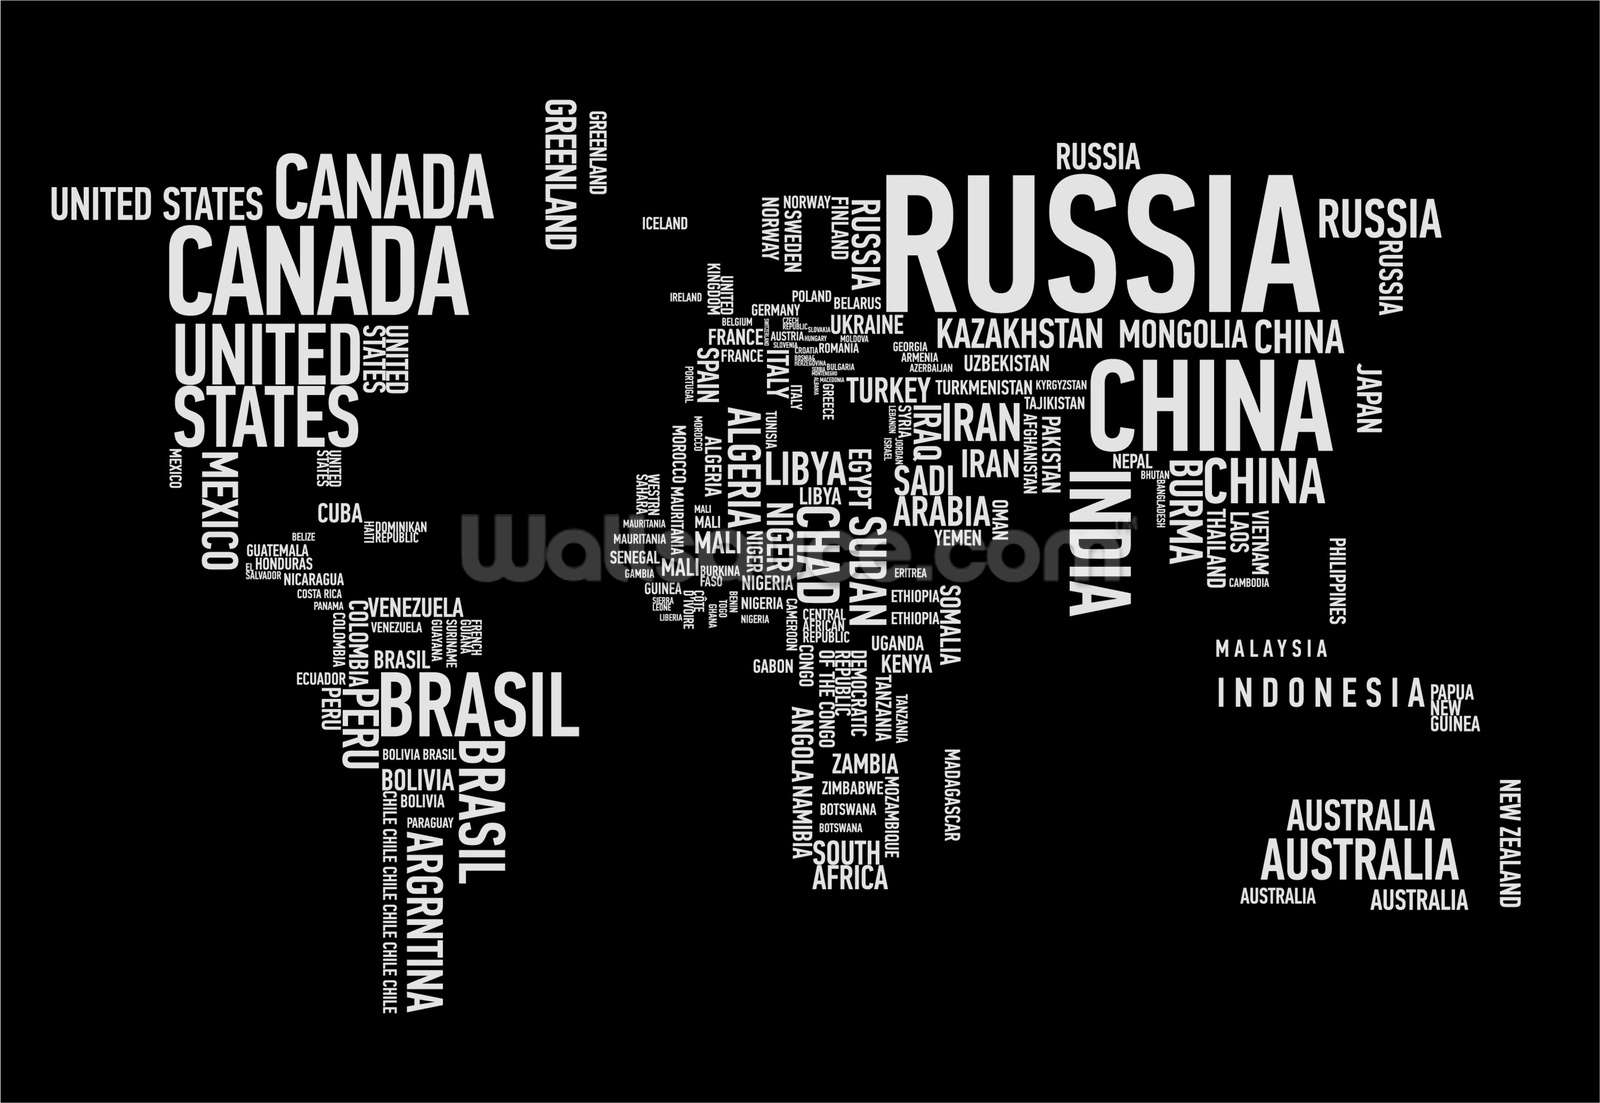 GREENLAND
GREENLAND
CANADA
UNITED STATES
CANADA
UNITED
STATES
UNITED
STATES
UNITED
STATES
MEXICO
MEXICO
CUBA
HAITI
DOMINIKAN
REPUBLIC
BELIZE
GUATEMALA
HONDURAS
EL
SALVADOR
NICARAGUA
COSTA RICA
PANAMA
VENEZUELA
VENEZUELA
COLOMBIA
COLOMBIA
GUAYANA
SURINAME
FRENCH
GUIANA
BRASIL
ECUADOR
BRASIL
PERU
PERU
BOLIVIA BRASIL
BOLIVIA
BOLIVIA
BRASIL
PARAGUAY
CHILE CHILE CHILE CHILE CHILE CHILE
ARGRNTINA
ICELAND
RUSSIA
RUSSIA
RUSSIA
RUSSIA
RUSSIA
NORWAY
NORWAY
SWEDEN
FINLAND
UNITED
KINGDOM
IRELAND
POLAND
BELARUS
GERMANY
BELGIUM
CZECH
REPUBLIC
SLOVAKIA
UKRAINE
FRANCE
SWITZERLAND
AUSTRIA
HUNGARY
MOLDOVA
SLOVENIA
CROATIA
ROMANIA
FRANCE
BOSNIAK
HERZEGOVINA
SERBIA
MONTENEGRO
BULGARIA
MACEDONIA
ALBANIA
SPAIN
PORTUGAL
ITALY
ITALY
GREECE
KAZAKHSTAN
MONGOLIA
CHINA
GEORGIA
ARMENIA
AZERBAIJAN
UZBEKISTAN
TURKEY
TURKMENISTAN
KYRGYZSTAN
TAJIKISTAN
CHINA
JAPAN
LEBANON
SYRIA
IRAQ
IRAN
IRAN
AFGHANISTAN
PAKISTAN
ISRAEL
JORDAN
SADI
ARABIA
OMAN
YEMEN
NEPAL
BHUTAN
BANGLADESH
INDIA
BURMA
CHINA
THAILAND
LAOS
VIETNAM
CAMBODIA
PHILIPPINES
MOROCCO
MOROCCO
ALGERIA
ALGERIA
TUNISIA
LIBYA
LIBYA
EGYPT
WESTRN
SAHARA
MAURITANIA
MAURITANIA
MAURITANIA
MALI
MALI
MALI
MALI
NIGER
NIGER
CHAD
SUDAN
SENEGAL
GAMBIA
GUINEA
SIERRA
LEONE
LIBERIA
CÔTE
D'IVOIRE
BURKINA
FASO
GHANA
TOGO
BENIN
NIGERIA
NIGERIA
NIGERIA
CAMEROON
CENTRAL
AFRICAN
REPUBLIC
ERITREA
ETHIOPIA
ETHIOPIA
SOMALIA
UGANDA
KENYA
GABON
CONGO
DEMOCRATIC
REPUBLIC
OF THE CONGO
TANZANIA
TANZANIA
ANGOLA
ZAMBIA
ZIMBABWE
MOZAMBIQUE
NAMIBIA
BOTSWANA
BOTSWANA
SOUTH
AFRICA
MADAGASCAR
MALAYSIA
INDONESIA
PAPUA
NEW
GUINEA
AUSTRALIA
AUSTRALIA
AUSTRALIA
AUSTRALIA
NEW ZEALAND